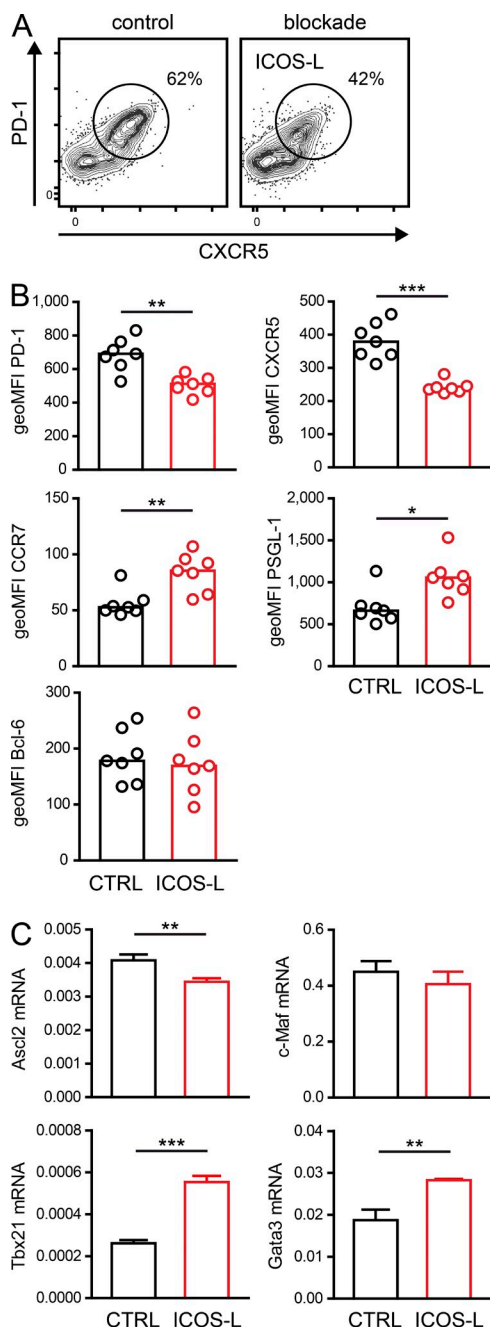 A
control
blockade
PD-1
62%
ICOS-L
42%
0
0
0
CXCR5
B
geoMFI PD-1
1,000
800
600
400
200
0
**
geoMFI CXCR5
500
400
300
200
100
0
***
geoMFI CCR7
100
50
0
**
geoMFI PSGL-1
2,000
1,500
1,000
500
0
*
CTRL ICOS-L
geoMFI Bcl-6
300
200
100
0
CTRL ICOS-L
C
Ascl2 mRNA
0.005
0.004
0.003
0.002
0.001
0.000
**
c-Maf mRNA
0.6
0.4
0.2
0.0
Tbx21 mRNA
0.0008
0.0006
0.0004
0.0002
0.0000
***
CTRL ICOS-L
Gata3 mRNA
0.04
0.03
0.02
0.01
0.00
**
CTRL ICOS-L